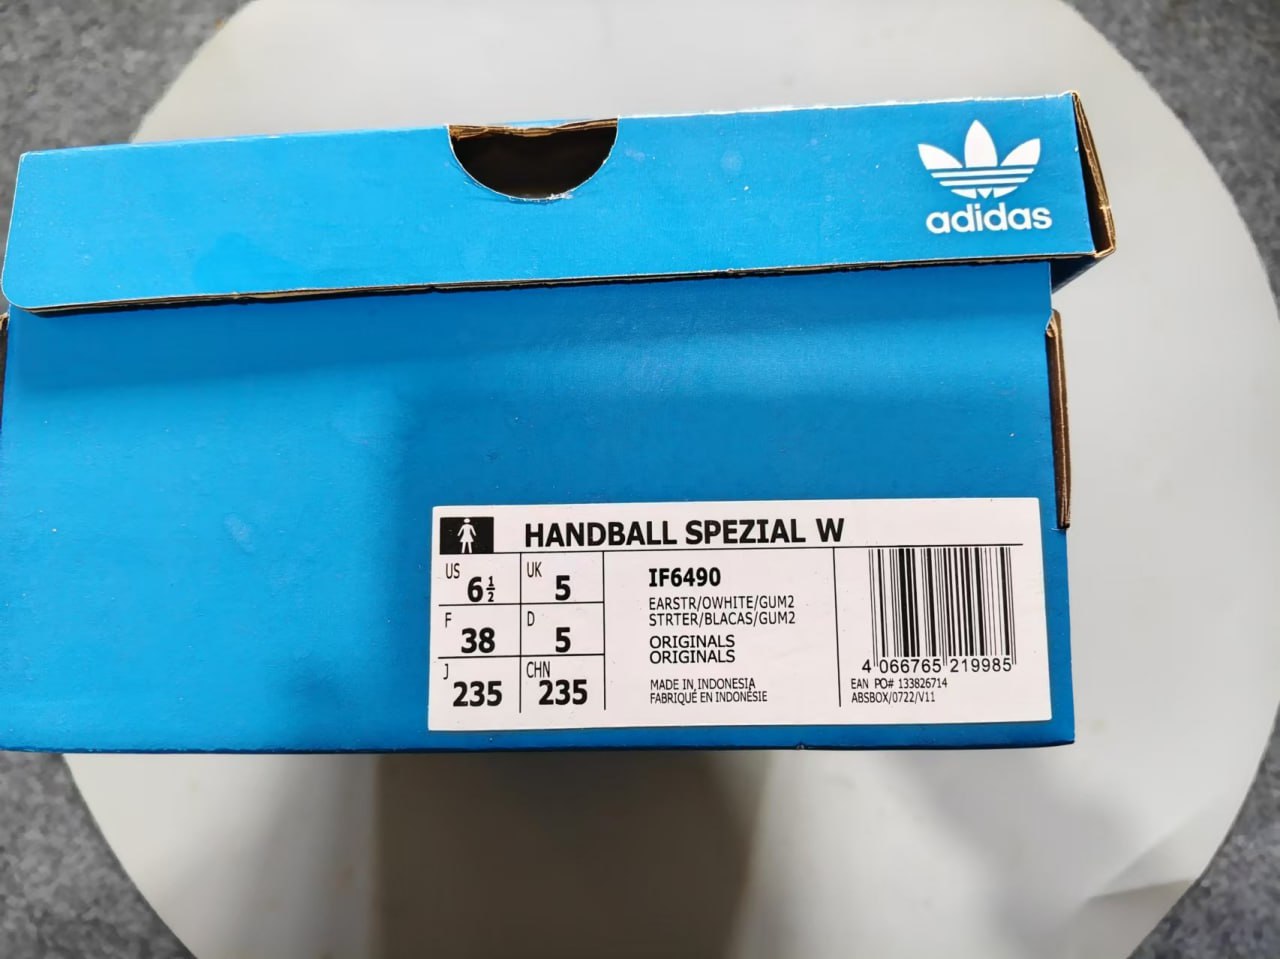 adidas
HANDBALL SPEZIAL W
US 6½ UK 5
F 38 D 5
J 235 CHN 235
IF6490
EARSTR/OWHITE/GUM2
STRTER/BLACAS/GUM2
ORIGINALS
ORIGINALS
MADE IN INDONESIA
FABRIQUÉ EN INDONÉSIE
4 066765 219985
EAN PO# 133826714
ABSBOX/0722/V11